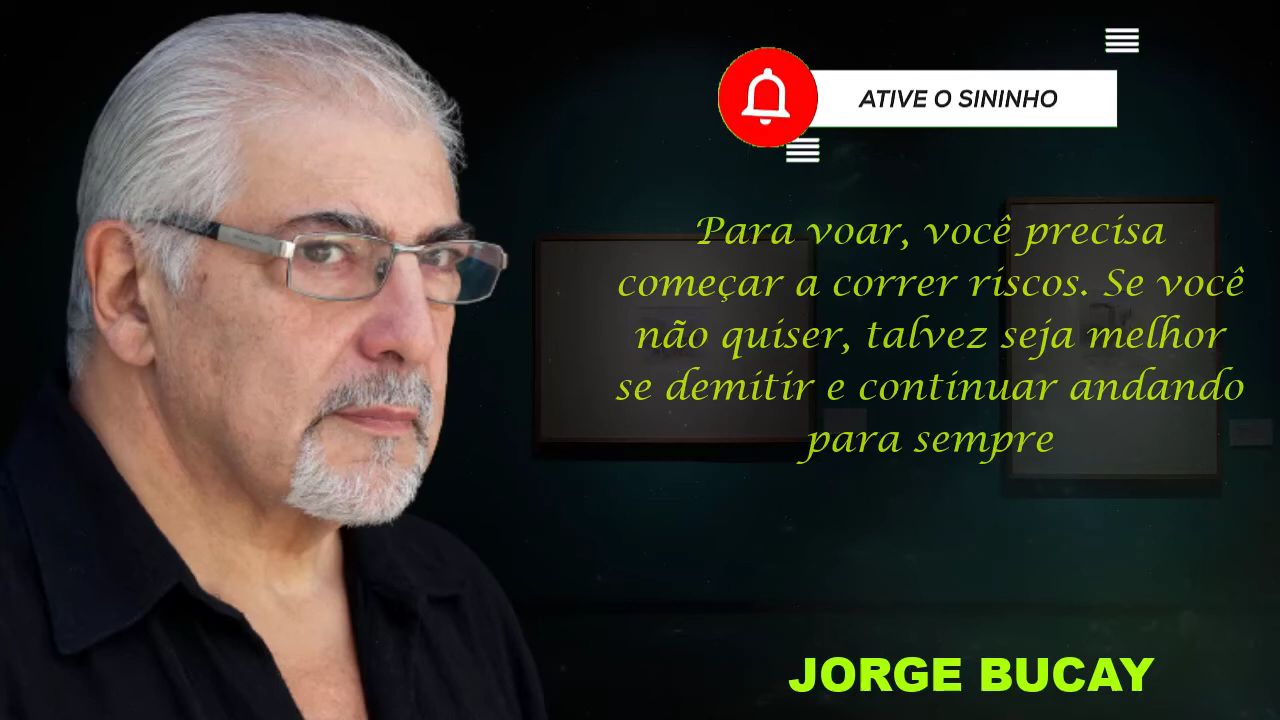 ATIVE O SININHO
Para voar, você precisa
começar a correr riscos. Se você
não quiser, talvez seja melhor
se demitir e continuar andando
para sempre
JORGE BUCAY